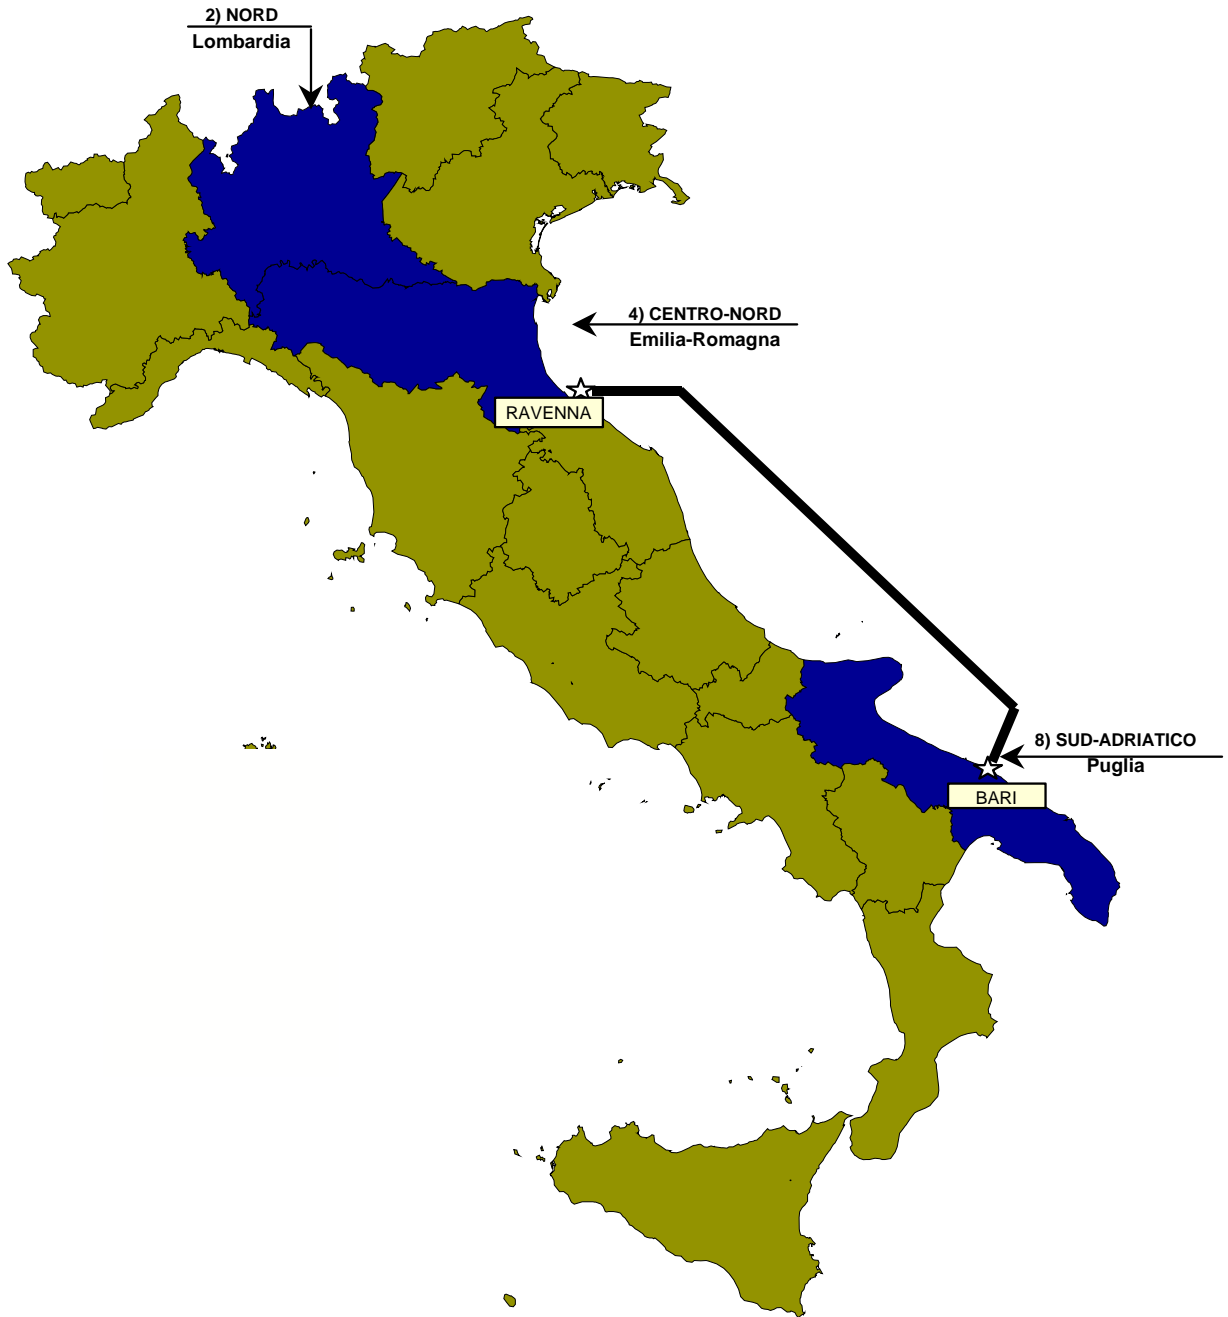 2) NORD
Lombardia
4) CENTRO-NORD
Emilia-Romagna
RAVENNA
8) SUD-ADRIATICO
Puglia
BARI